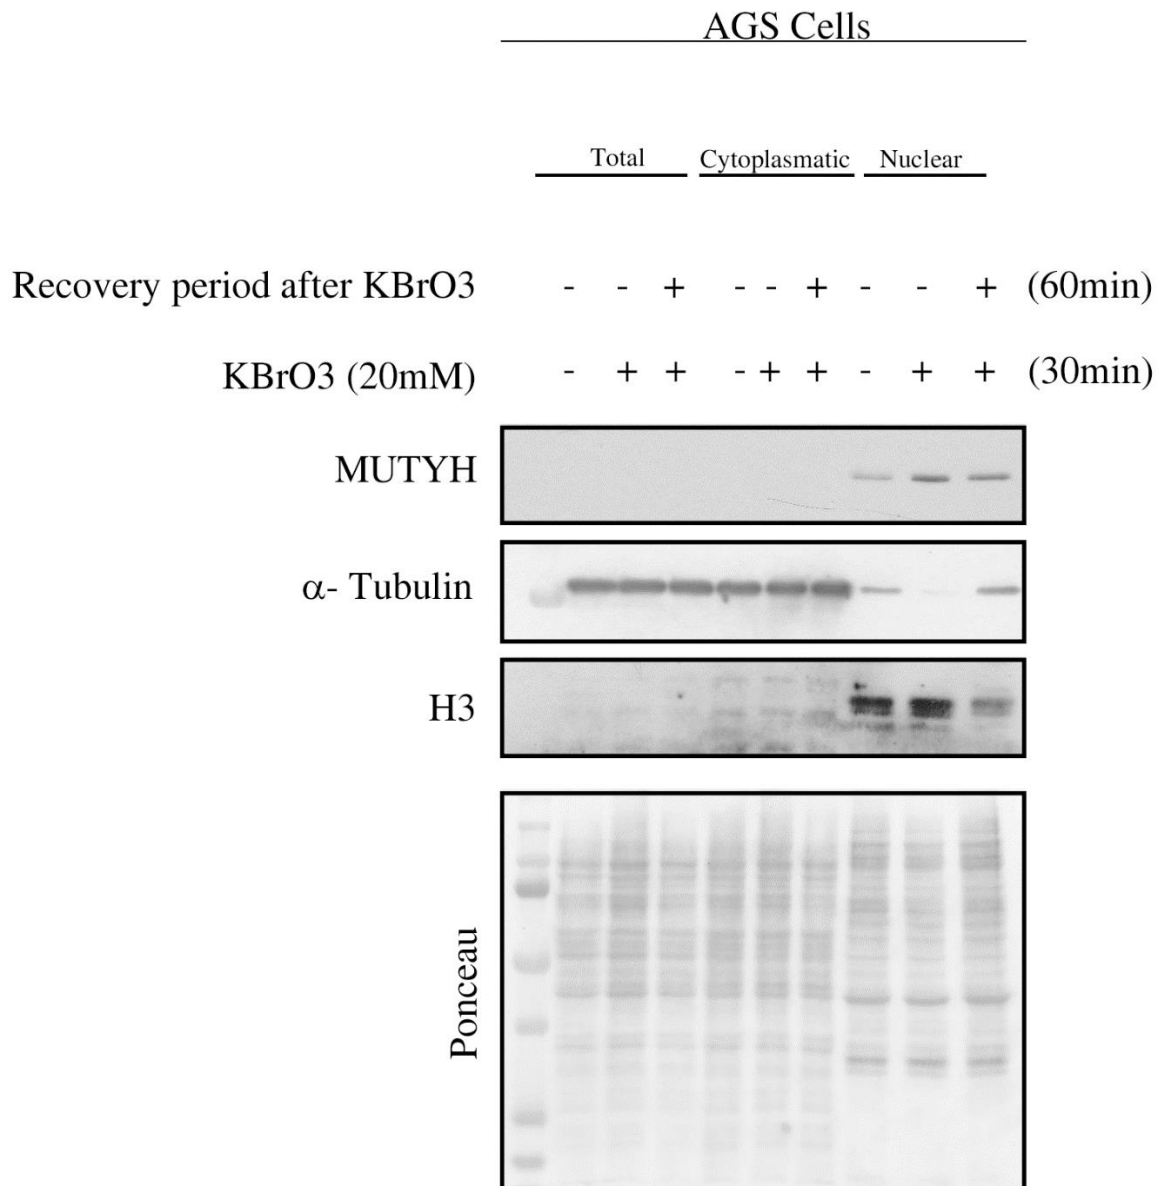 AGS Cells
Total Cytoplasmatic Nuclear
Recovery period after KBrO3 - - + - - + - - + (60min)
KBrO3 (20mM) - + + - + + - + + (30min)
MUTYH
α- Tubulin
H3
Ponceau